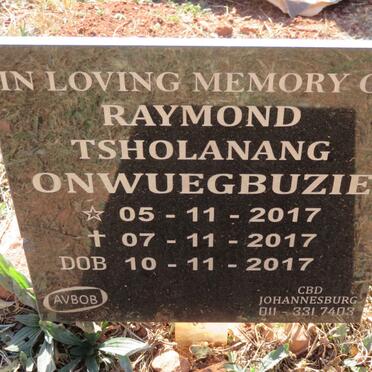 IN LOVING MEMORY O
RAYMOND
TSHOLANANG
ONWUEGBUZIE
☆ 05 - 11 - 2017
✝ 07 - 11 - 2017
DOB 10 - 11 - 2017
AVBOB
CBD
JOHANNESBURG
011 - 331 7403